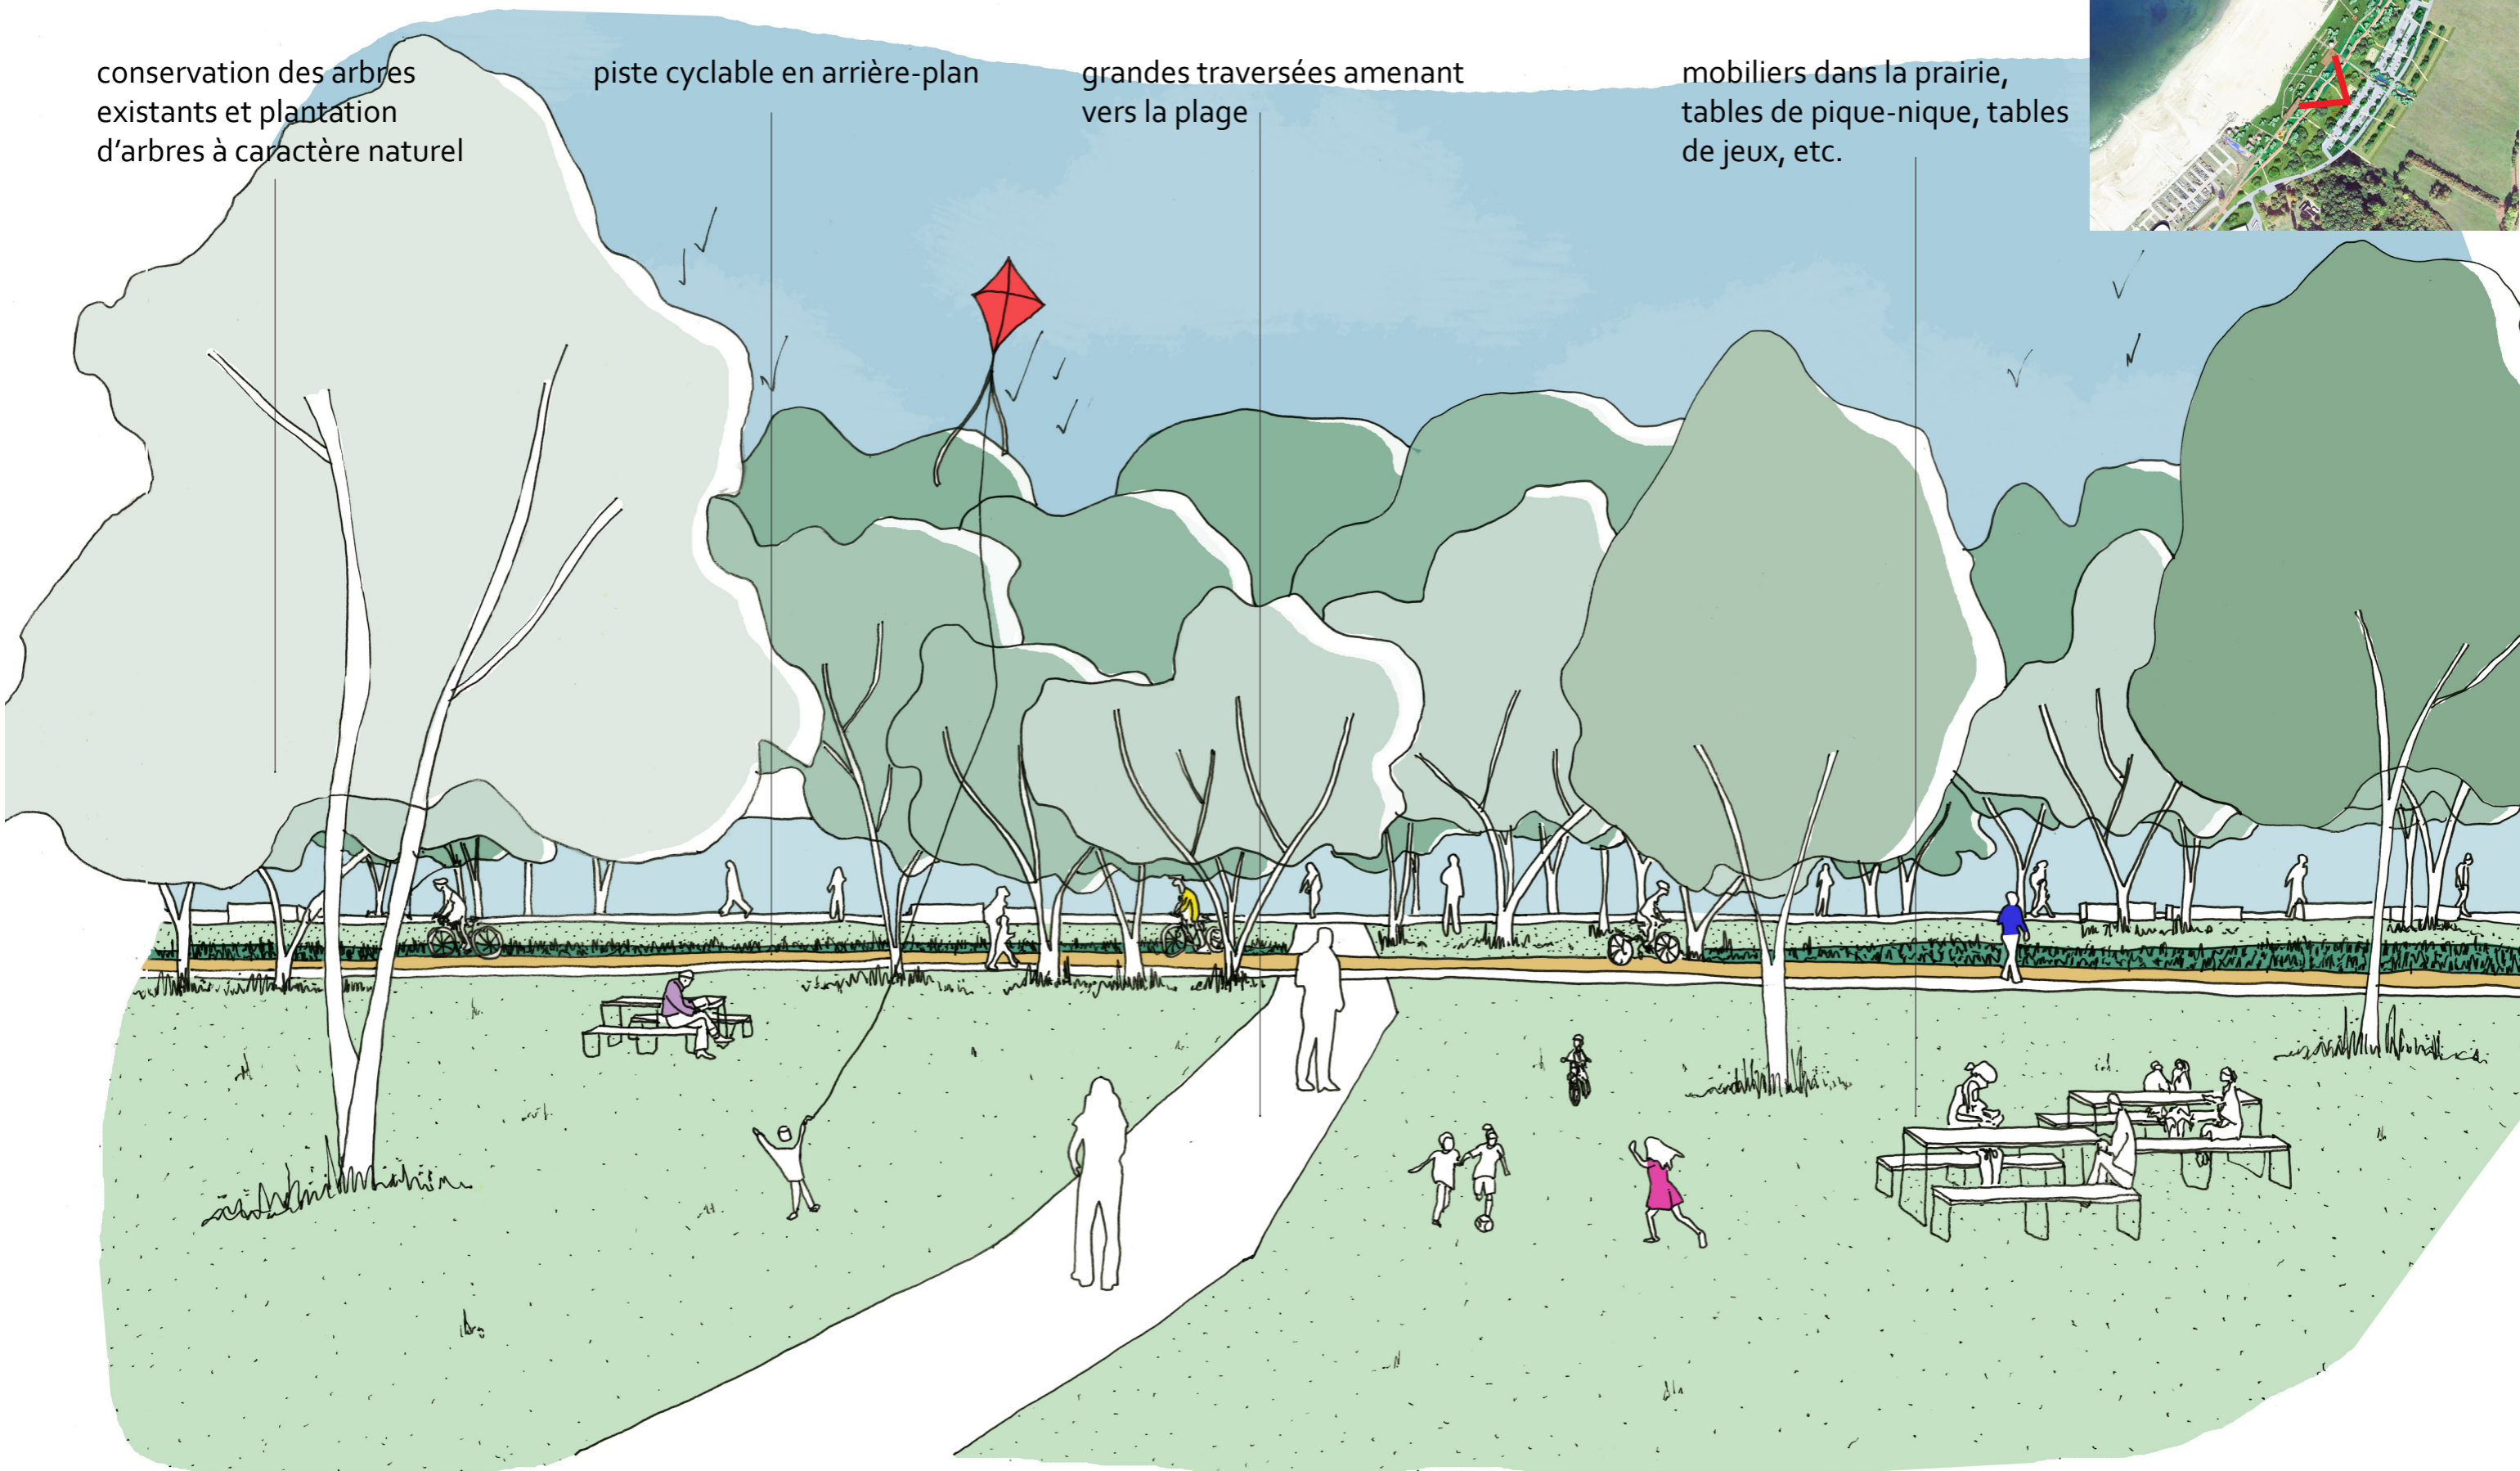 conservation des arbres
existants et plantation
d'arbres à caractère naturel
piste cyclable en arrière-plan
grandes traversées amenant
vers la plage
mobiliers dans la prairie,
tables de pique-nique, tables
de jeux, etc.